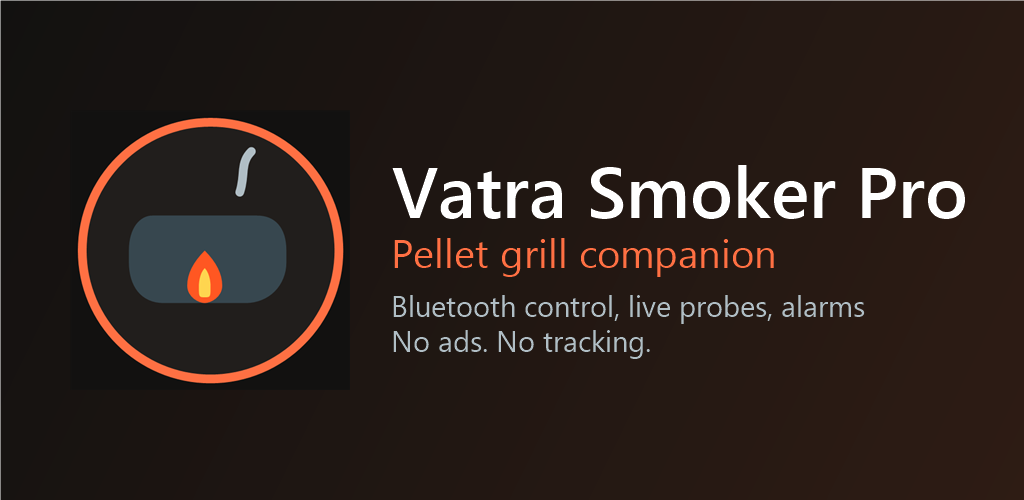 Vatra Smoker Pro
Pellet grill companion
Bluetooth control, live probes, alarms
No ads. No tracking.